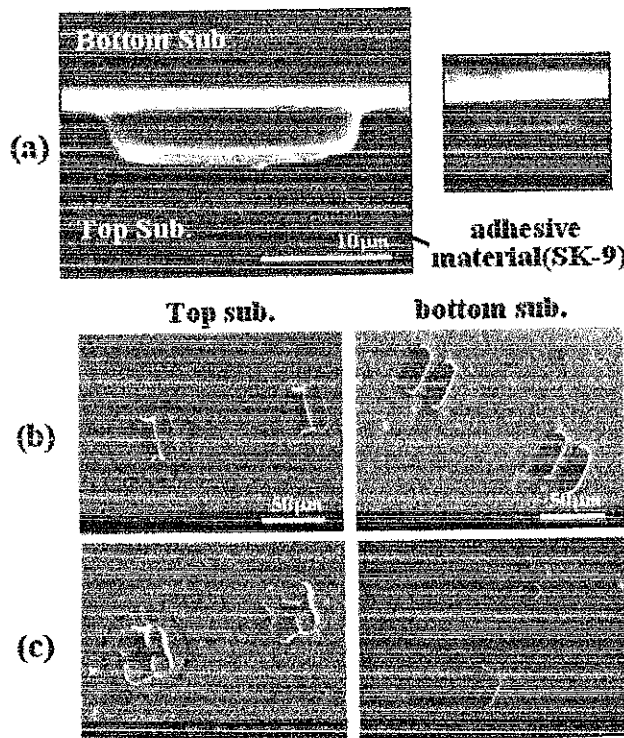 Bottom Sub.
(a)
Top Sub.
10μm
adhesive
material(SK-9)
Top sub.
bottom sub.
(b)
50μm
50μm
(c)